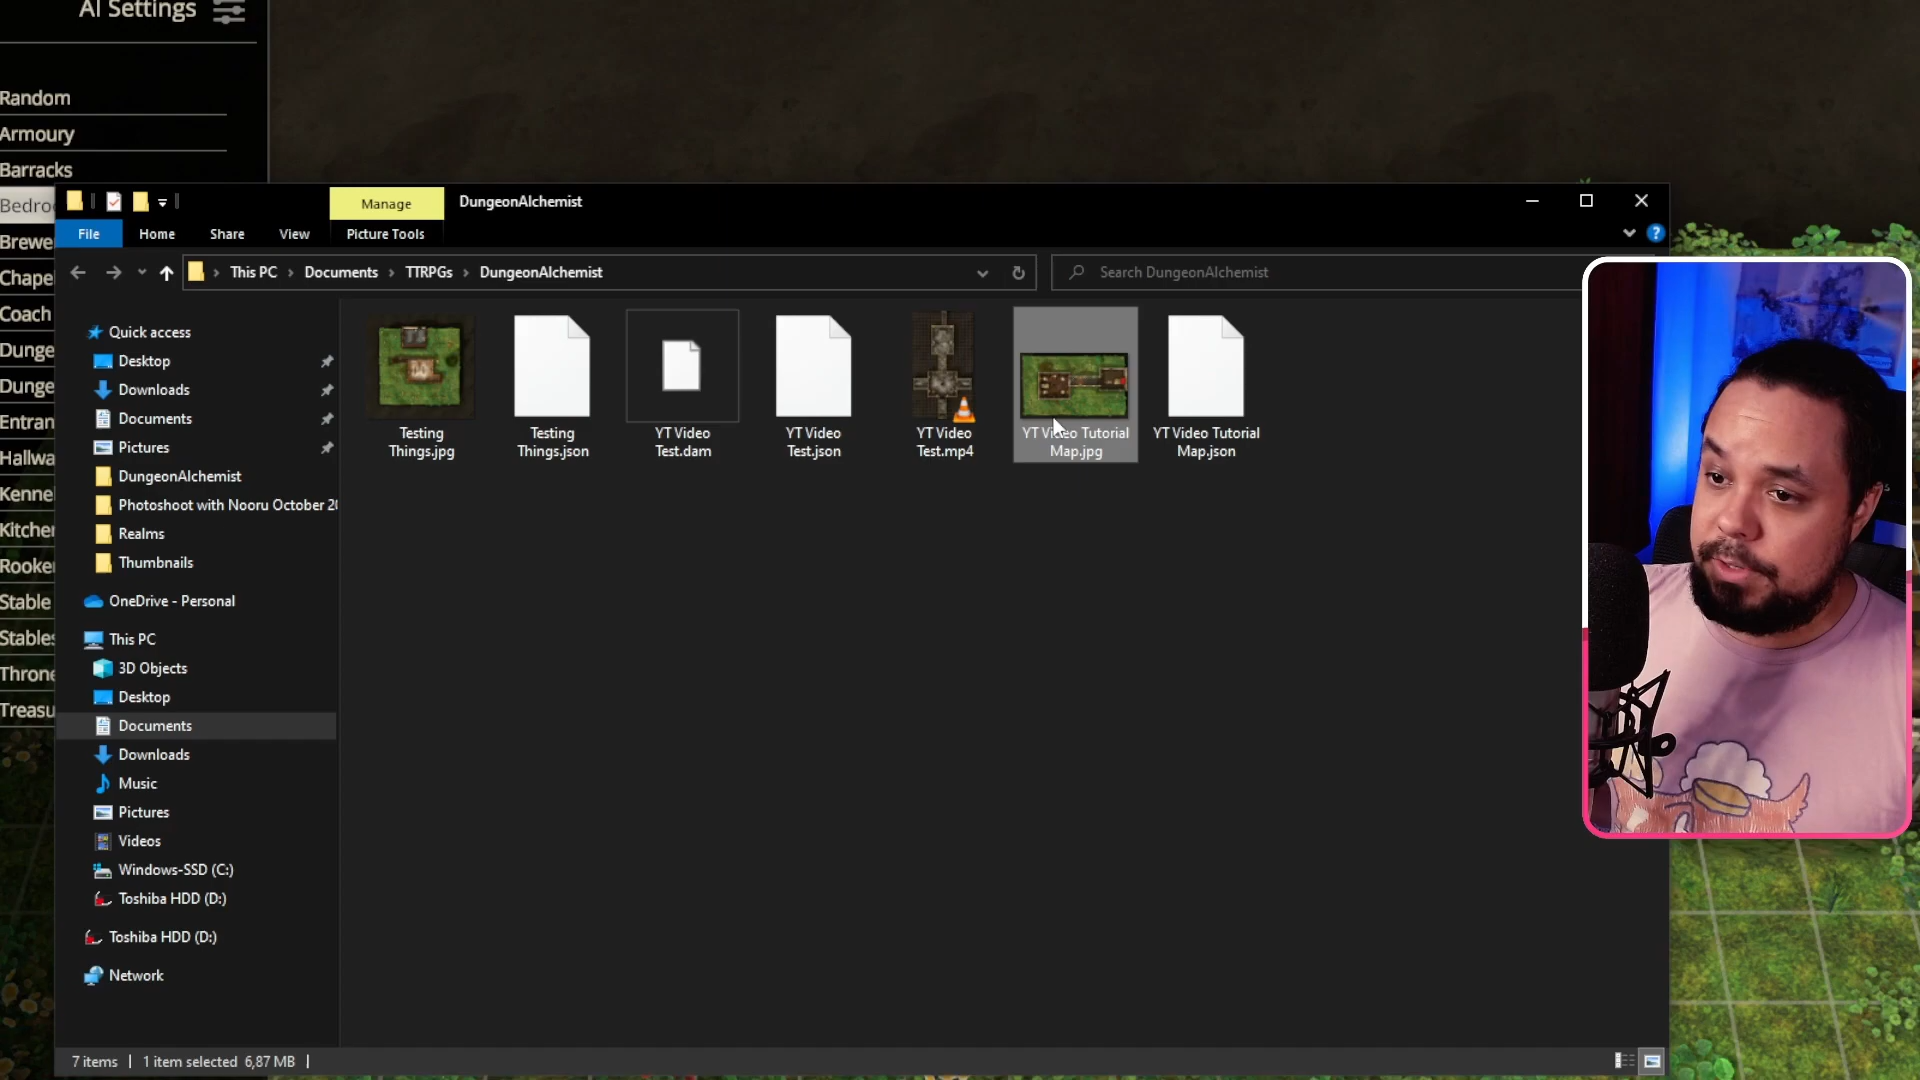 AI Settings
Random
Armoury
Barracks
Bedro
Brewe
Chape
Coach
Dunge
Dunge
Entran
Hallwa
Kenne
Kitche
Rooke
Stable
Stables
Throne
Treasu
Manage
DungeonAlchemist
File
Home
Share
View
Picture Tools
This PC
Documents
TTRPGs
DungeonAlchemist
Search DungeonAlchemist
Quick access
Desktop
Downloads
Documents
Pictures
DungeonAlchemist
Photoshoot with Nooru October 20
Realms
Thumbnails
OneDrive - Personal
This PC
3D Objects
Desktop
Documents
Downloads
Music
Pictures
Videos
Windows-SSD (C:)
Toshiba HDD (D:)
Toshiba HDD (D:)
Network
Testing
Things.jpg
Testing
Things.json
YT Video
Test.dam
YT Video
Test.json
YT Video
Test.mp4
YT Video Tutorial
Map.jpg
YT Video Tutorial
Map.json
7 items
1 item selected 6,87 MB